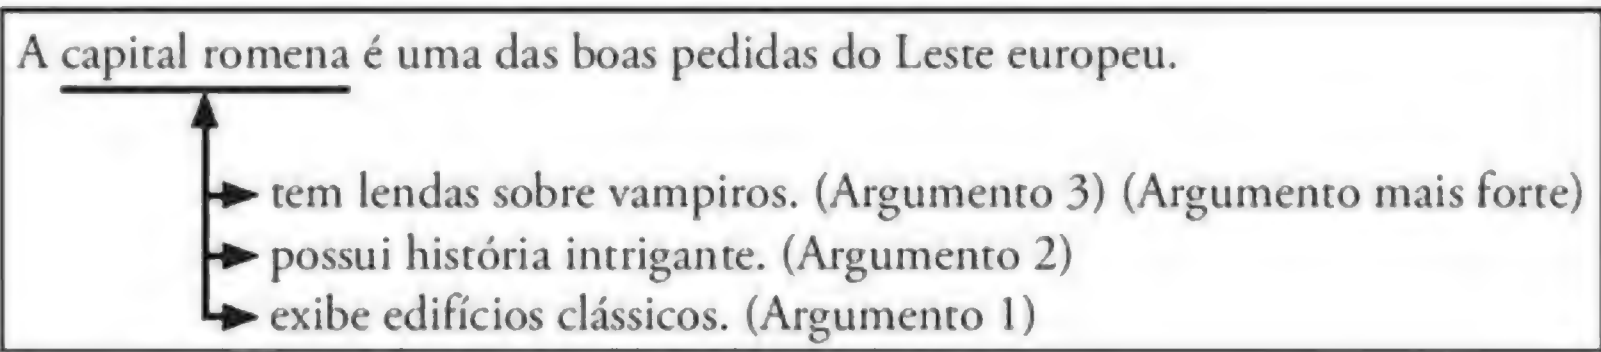 A capital romena é uma das boas pedidas do Leste europeu.
tem lendas sobre vampiros. (Argumento 3) (Argumento mais forte)
possui história intrigante. (Argumento 2)
exibe edifícios clássicos. (Argumento 1)